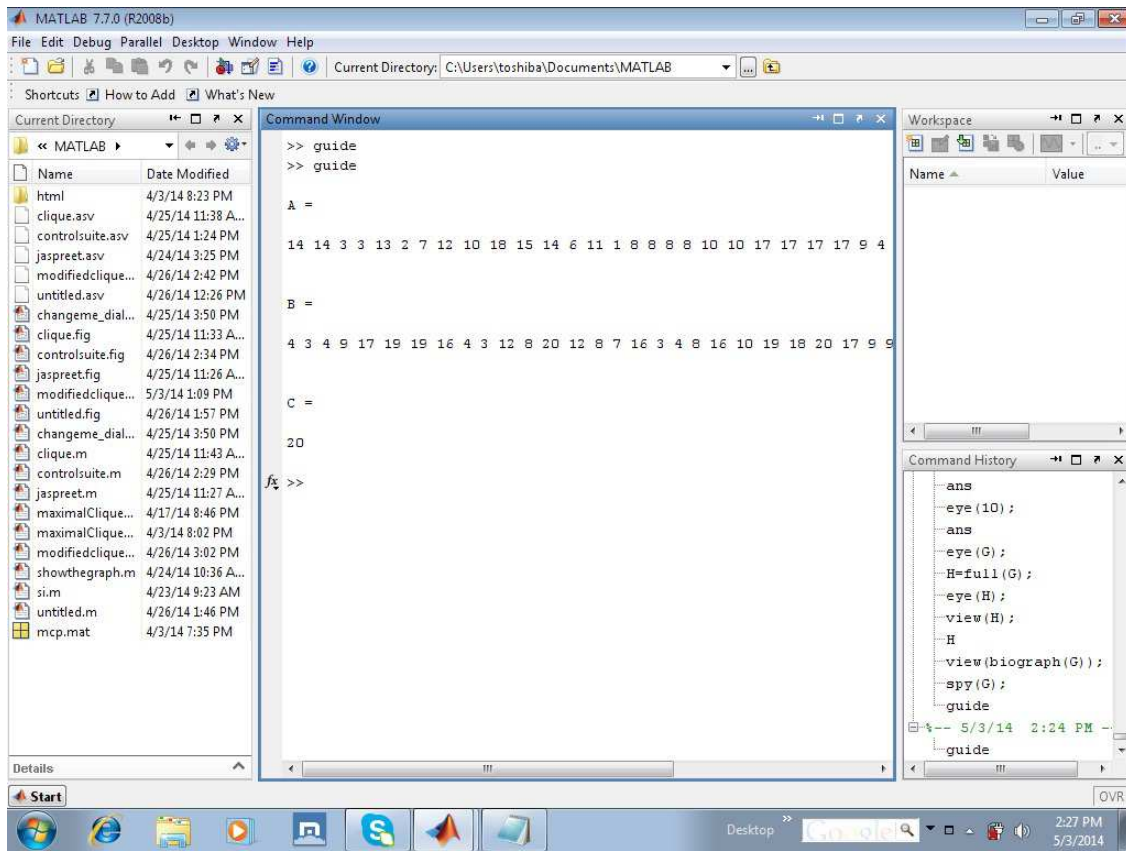 MATLAB 7.7.0 (R2008b)
File Edit Debug Parallel Desktop Window Help
Current Directory: C:\Users\toshiba\Documents\MATLAB
Shortcuts How to Add What's New
Current Directory
« MATLAB
Name Date Modified
html 4/3/14 8:23 PM
clique.asv 4/25/14 11:38 A...
controlsuite.asv 4/25/14 1:24 PM
jaspreet.asv 4/24/14 3:25 PM
modifiedclique... 4/26/14 2:42 PM
untitled.asv 4/26/14 12:26 PM
changeme_dial... 4/25/14 3:50 PM
clique.fig 4/25/14 11:33 A...
controlsuite.fig 4/26/14 2:34 PM
jaspreet.fig 4/25/14 11:26 A...
modifiedclique... 5/3/14 1:09 PM
untitled.fig 4/26/14 1:57 PM
changeme_dial... 4/25/14 3:50 PM
clique.m 4/25/14 11:43 A...
controlsuite.m 4/26/14 2:29 PM
jaspreet.m 4/25/14 11:27 A...
maximalClique... 4/17/14 8:46 PM
maximalClique... 4/3/14 8:02 PM
modifiedclique... 4/26/14 3:02 PM
showthegraph.m 4/24/14 10:36 A...
si.m 4/23/14 9:23 AM
untitled.m 4/26/14 1:46 PM
mcp.mat 4/3/14 7:35 PM
Details
Command Window
>> guide
>> guide
A =
14 14 3 3 13 2 7 12 10 18 15 14 6 11 1 8 8 8 8 10 10 17 17 17 17 9 4
B =
4 3 4 9 17 19 19 16 4 3 12 8 20 12 8 7 16 3 4 8 16 10 19 18 20 17 9 9
C =
20
fx >>
Workspace
Name Value
Command History
ans
eye(10);
ans
eye(G);
H=full(G);
eye(H);
view(H);
H
view(biograph(G));
spy(G);
guide
%-- 5/3/14 2:24 PM -
guide
Start
OVR
Desktop »
Google
2:27 PM
5/3/2014